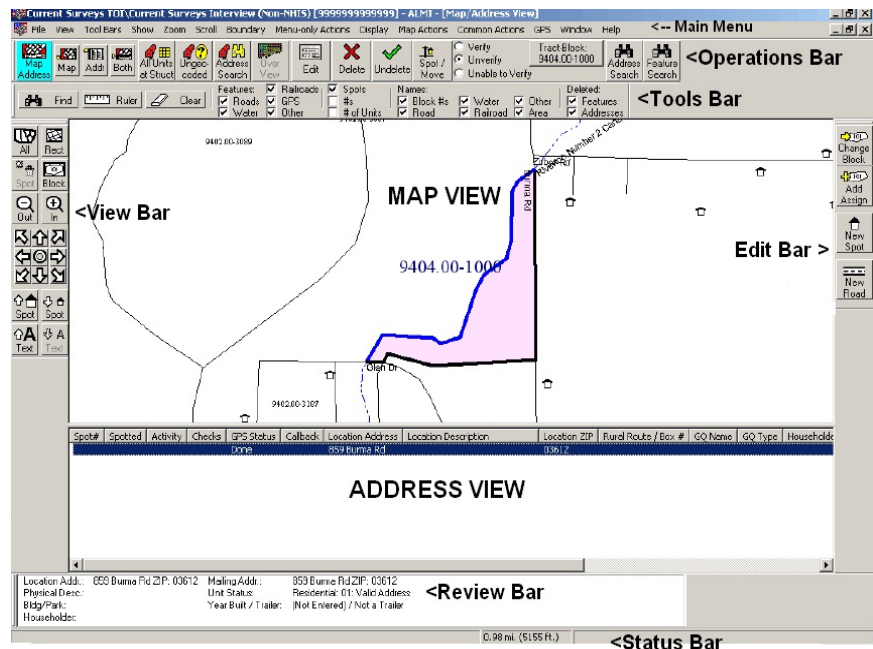 Current Surveys TOI\Current Surveys Interview (Non-NHIS) [9999999999999] - ALMI - [Map/Address View]
File View Tool Bars Show Zoom Scroll Boundary Menu-only Actions Display Map Actions Common Actions GPS Window Help <-- Main Menu
Map Address Map Addr Both All Units at Struct Ungeo-coded Address Search Over View Edit Delete Undelete Spot / Move
Verify
Unverify
Unable to Verify
Tract Block:
9404.00-1000
Address Search Feature Search <Operations Bar
Find Ruler Clear
Features: Railroads Spots Names: Deleted:
Roads GPS #s Block #s Water Other Features
Water Other # of Units Road Railroad Area Addresses
<Tools Bar
All Rect
Spot Block
Out In
Spot Spot
Text Text
<View Bar
9402.00-3089
MAP VIEW
9404.00-1000
Burma Rd
Number 2 Canal
Olen Dr
9402.00-3087
Edit Bar >
Change Block
Add Assign
New Spot
New Road
Spot# Spotted Activity Checks GPS Status Callback Location Address Location Description Location ZIP Rural Route / Box # GQ Name GQ Type Householde
Done 859 Burma Rd 03612
ADDRESS VIEW
Location Addr.: 859 Burma Rd ZIP: 03612 Mailing Addr.: 859 Burma Rd ZIP: 03612
Physical Desc.: Unit Status: Residential: 01: Valid Address
Bldg/Park: Year Built / Trailer: (Not Entered) / Not a Trailer
Householder:
<Review Bar
0.98 mi. (5155 ft.)
<Status Bar